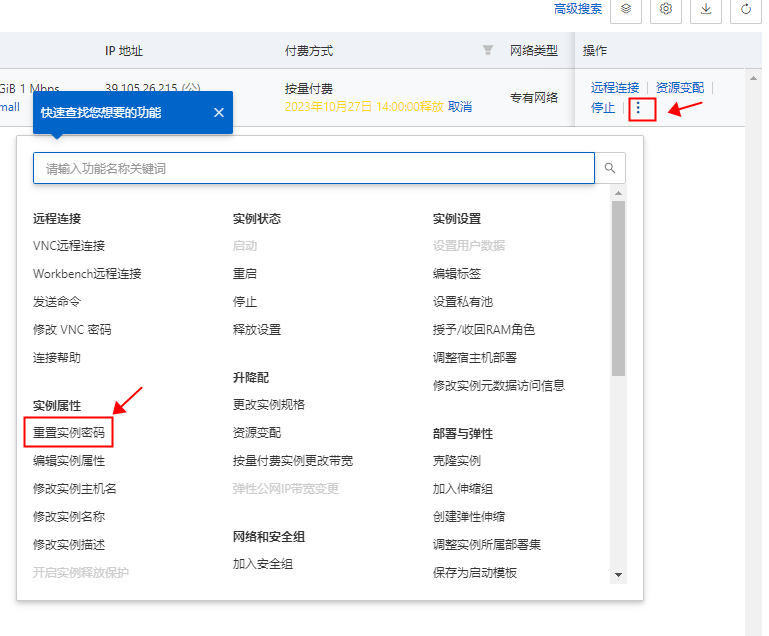 高级搜索
IP 地址 付费方式 网络类型 操作
GiB 1 Mbps 39.105.26.215 (公) 按量付费 专有网络 远程连接 资源变配
mall 2023年10月27日 14:00:00释放 取消 停止
快速查找您想要的功能
请输入功能名称关键词
远程连接
VNC远程连接
Workbench远程连接
发送命令
修改 VNC 密码
连接帮助
实例属性
重置实例密码
编辑实例属性
修改实例主机名
修改实例名称
修改实例描述
开启实例释放保护
实例状态
启动
重启
停止
释放设置
升降配
更改实例规格
资源变配
按量付费实例更改带宽
弹性公网IP带宽变更
网络和安全组
加入安全组
实例设置
设置用户数据
编辑标签
设置私有池
授予/收回RAM角色
调整宿主机部署
修改实例元数据访问信息
部署与弹性
克隆实例
加入伸缩组
创建弹性伸缩
调整实例所属部署集
保存为启动模板